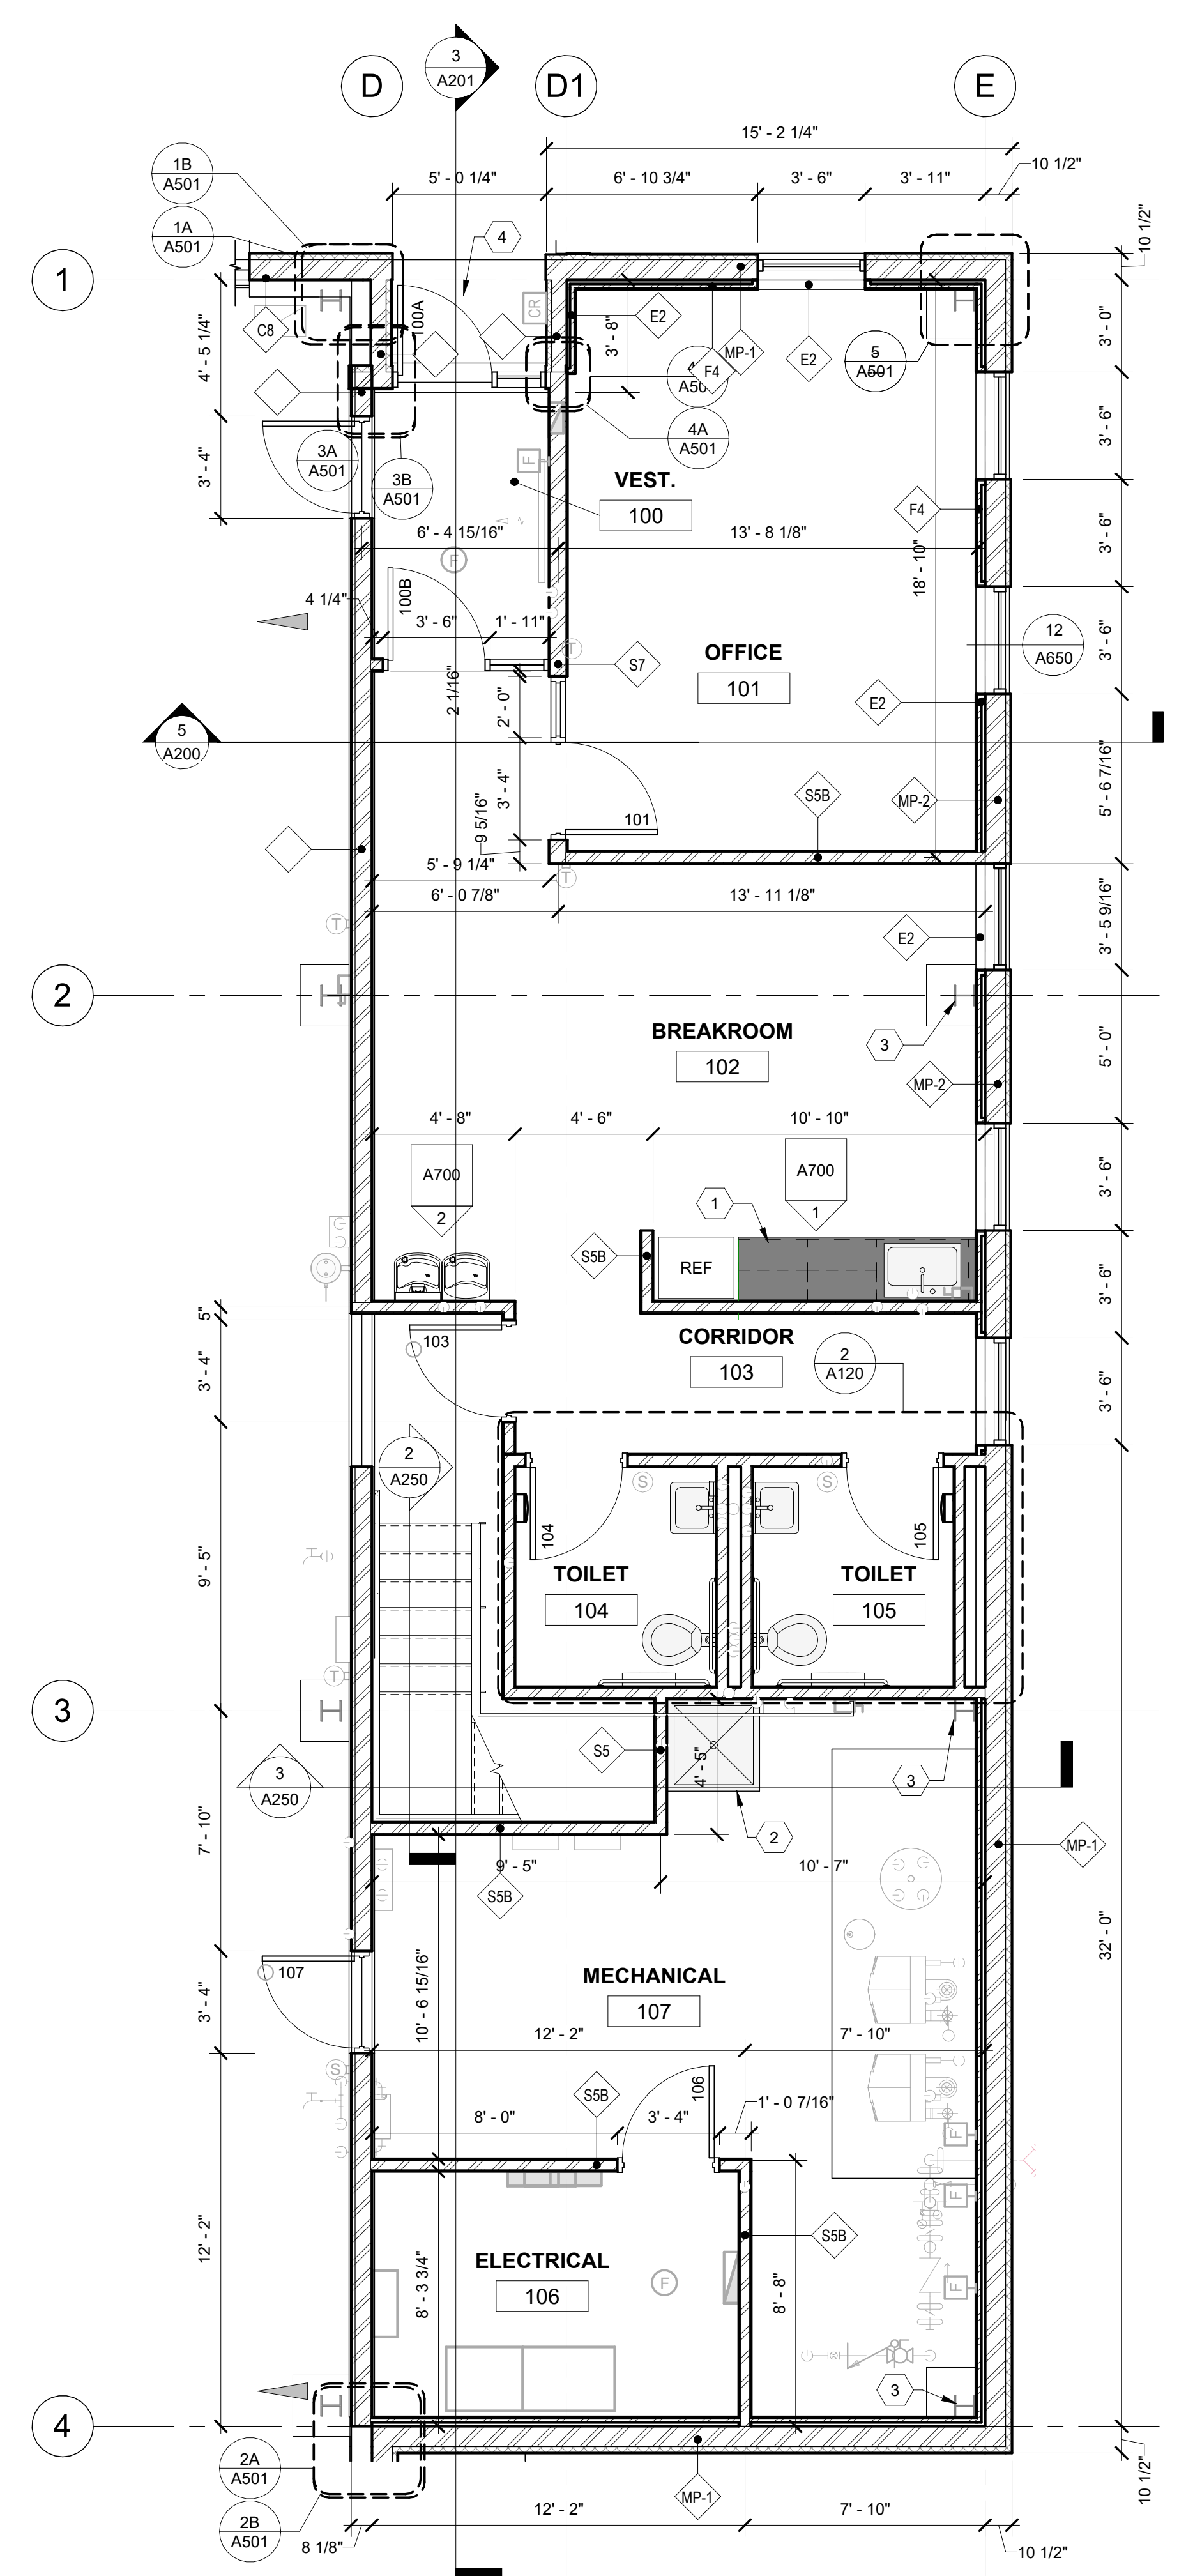 3
A201
D
D1
E
15' - 2 1/4"
10 1/2"
1B
A501
5' - 0 1/4"
6' - 10 3/4"
3' - 6"
3' - 11"
1A
A501
4
10 1/2"
1
C8
100A
CR
E2
3' - 8"
MP-1
F4
E2
5
A501
3' - 0"
4' - 5 1/4"
4A
A501
3A
A501
3B
A501
3' - 4"
F
3' - 6"
VEST.
100
F4
3' - 6"
6' - 4 15/16"
13' - 8 1/8"
18' - 10"
F
4 1/4"
100B
3' - 6"
1' - 11"
T
S7
OFFICE
101
12
A650
3' - 6"
2 1/16"
2' - 0"
E2
5
A200
3' - 4"
9 5/16"
101
S5B
MP-2
5' - 6 7/16"
5' - 9 1/4"
6' - 0 7/8"
13' - 11 1/8"
T
T
E2
3' - 5 9/16"
2
BREAKROOM
102
3
MP-2
5' - 0"
4' - 8"
4' - 6"
10' - 10"
A700
2
A700
1
1
3' - 6"
S5B
REF
3' - 6"
5"
103
CORRIDOR
103
2
A120
3' - 4"
3' - 6"
2
A250
S
S
104
105
9' - 5"
TOILET
104
TOILET
105
T
3
S5
4' - 5"
3
3
A250
2
7' - 10"
MP-1
9' - 5"
10' - 7"
S5B
32' - 0"
107
10' - 6 15/16"
MECHANICAL
107
3' - 4"
12' - 2"
7' - 10"
S
S5B
106
8' - 0"
3' - 4"
1' - 0 7/16"
F
F
12' - 2"
S5B
ELECTRICAL
106
8' - 3 3/4"
F
8' - 8"
F
3
4
2A
A501
MP-1
10 1/2"
2B
A501
12' - 2"
7' - 10"
8 1/8"
10 1/2"